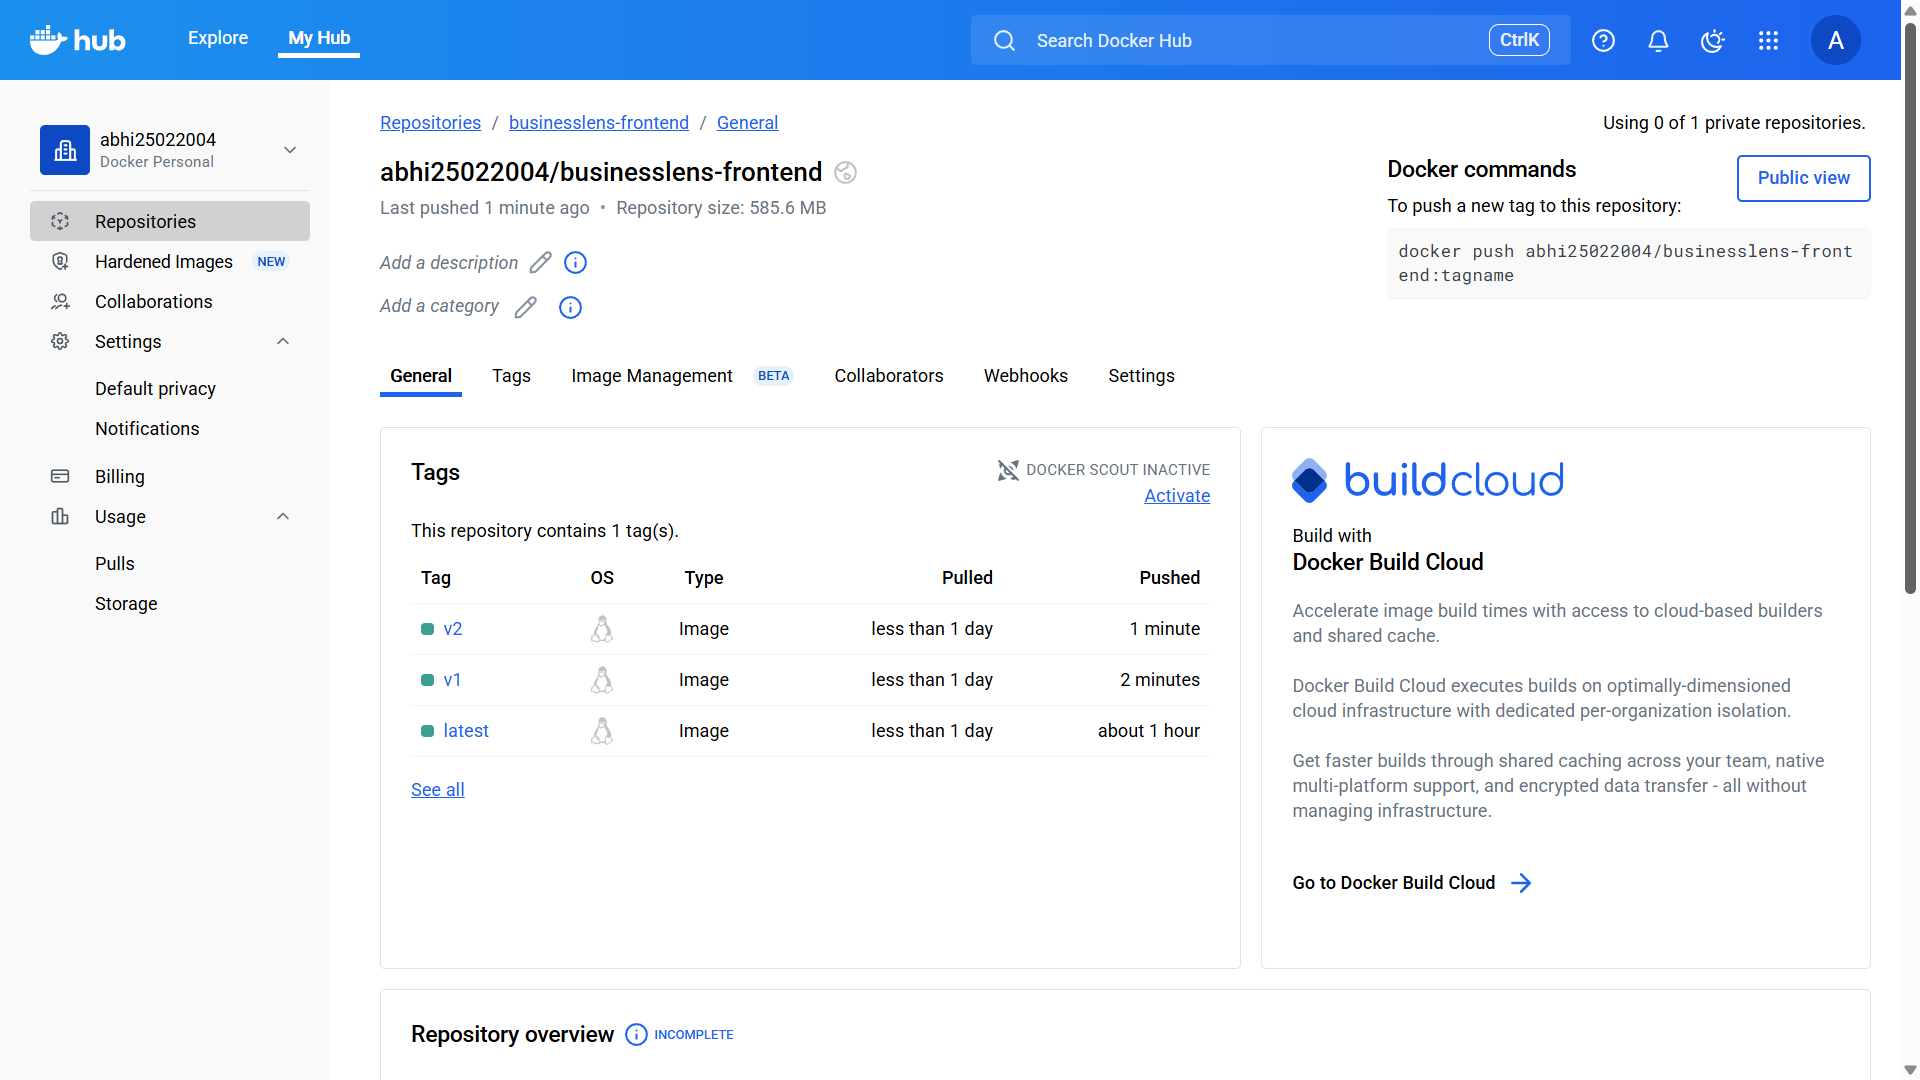 hub
Explore
My Hub
Search Docker Hub
CtrlK
A
abhi25022004
Docker Personal
Repositories
Hardened Images NEW
Collaborations
Settings
Default privacy
Notifications
Billing
Usage
Pulls
Storage
Repositories / businesslens-frontend / General
Using 0 of 1 private repositories.
abhi25022004/businesslens-frontend
Last pushed 1 minute ago • Repository size: 585.6 MB
Add a description
Add a category
Docker commands
Public view
To push a new tag to this repository:
docker push abhi25022004/businesslens-front
end:tagname
General
Tags
Image Management BETA
Collaborators
Webhooks
Settings
Tags
DOCKER SCOUT INACTIVE
Activate
This repository contains 1 tag(s).
Tag OS Type Pulled Pushed
v2 Image less than 1 day 1 minute
v1 Image less than 1 day 2 minutes
latest Image less than 1 day about 1 hour
See all
buildcloud
Build with
Docker Build Cloud
Accelerate image build times with access to cloud-based builders
and shared cache.
Docker Build Cloud executes builds on optimally-dimensioned
cloud infrastructure with dedicated per-organization isolation.
Get faster builds through shared caching across your team, native
multi-platform support, and encrypted data transfer - all without
managing infrastructure.
Go to Docker Build Cloud
Repository overview INCOMPLETE